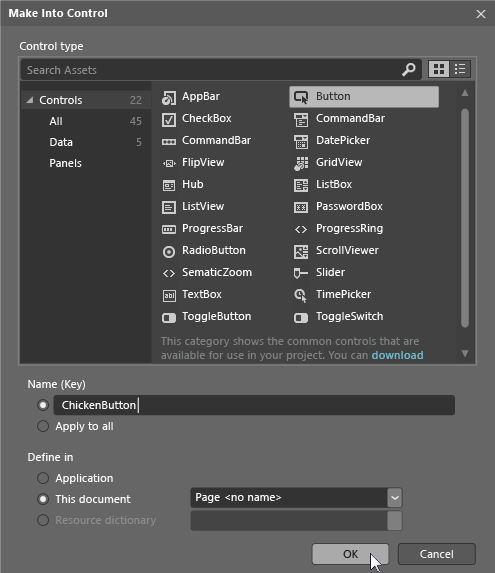 Make Into Control
Control type
Search Assets
Controls 22
All 45
Data 5
Panels
AppBar Button
CheckBox CommandBar
CommandBar DatePicker
FlipView GridView
Hub ListBox
ListView PasswordBox
ProgressBar ProgressRing
RadioButton ScrollViewer
SematicZoom Slider
TextBox TimePicker
ToggleButton ToggleSwitch
This category shows the common controls that are
available for use in your project. You can download
Name (Key)
ChickenButton
Apply to all
Define in
Application
This document Page <no name>
Resource dictionary
OK Cancel